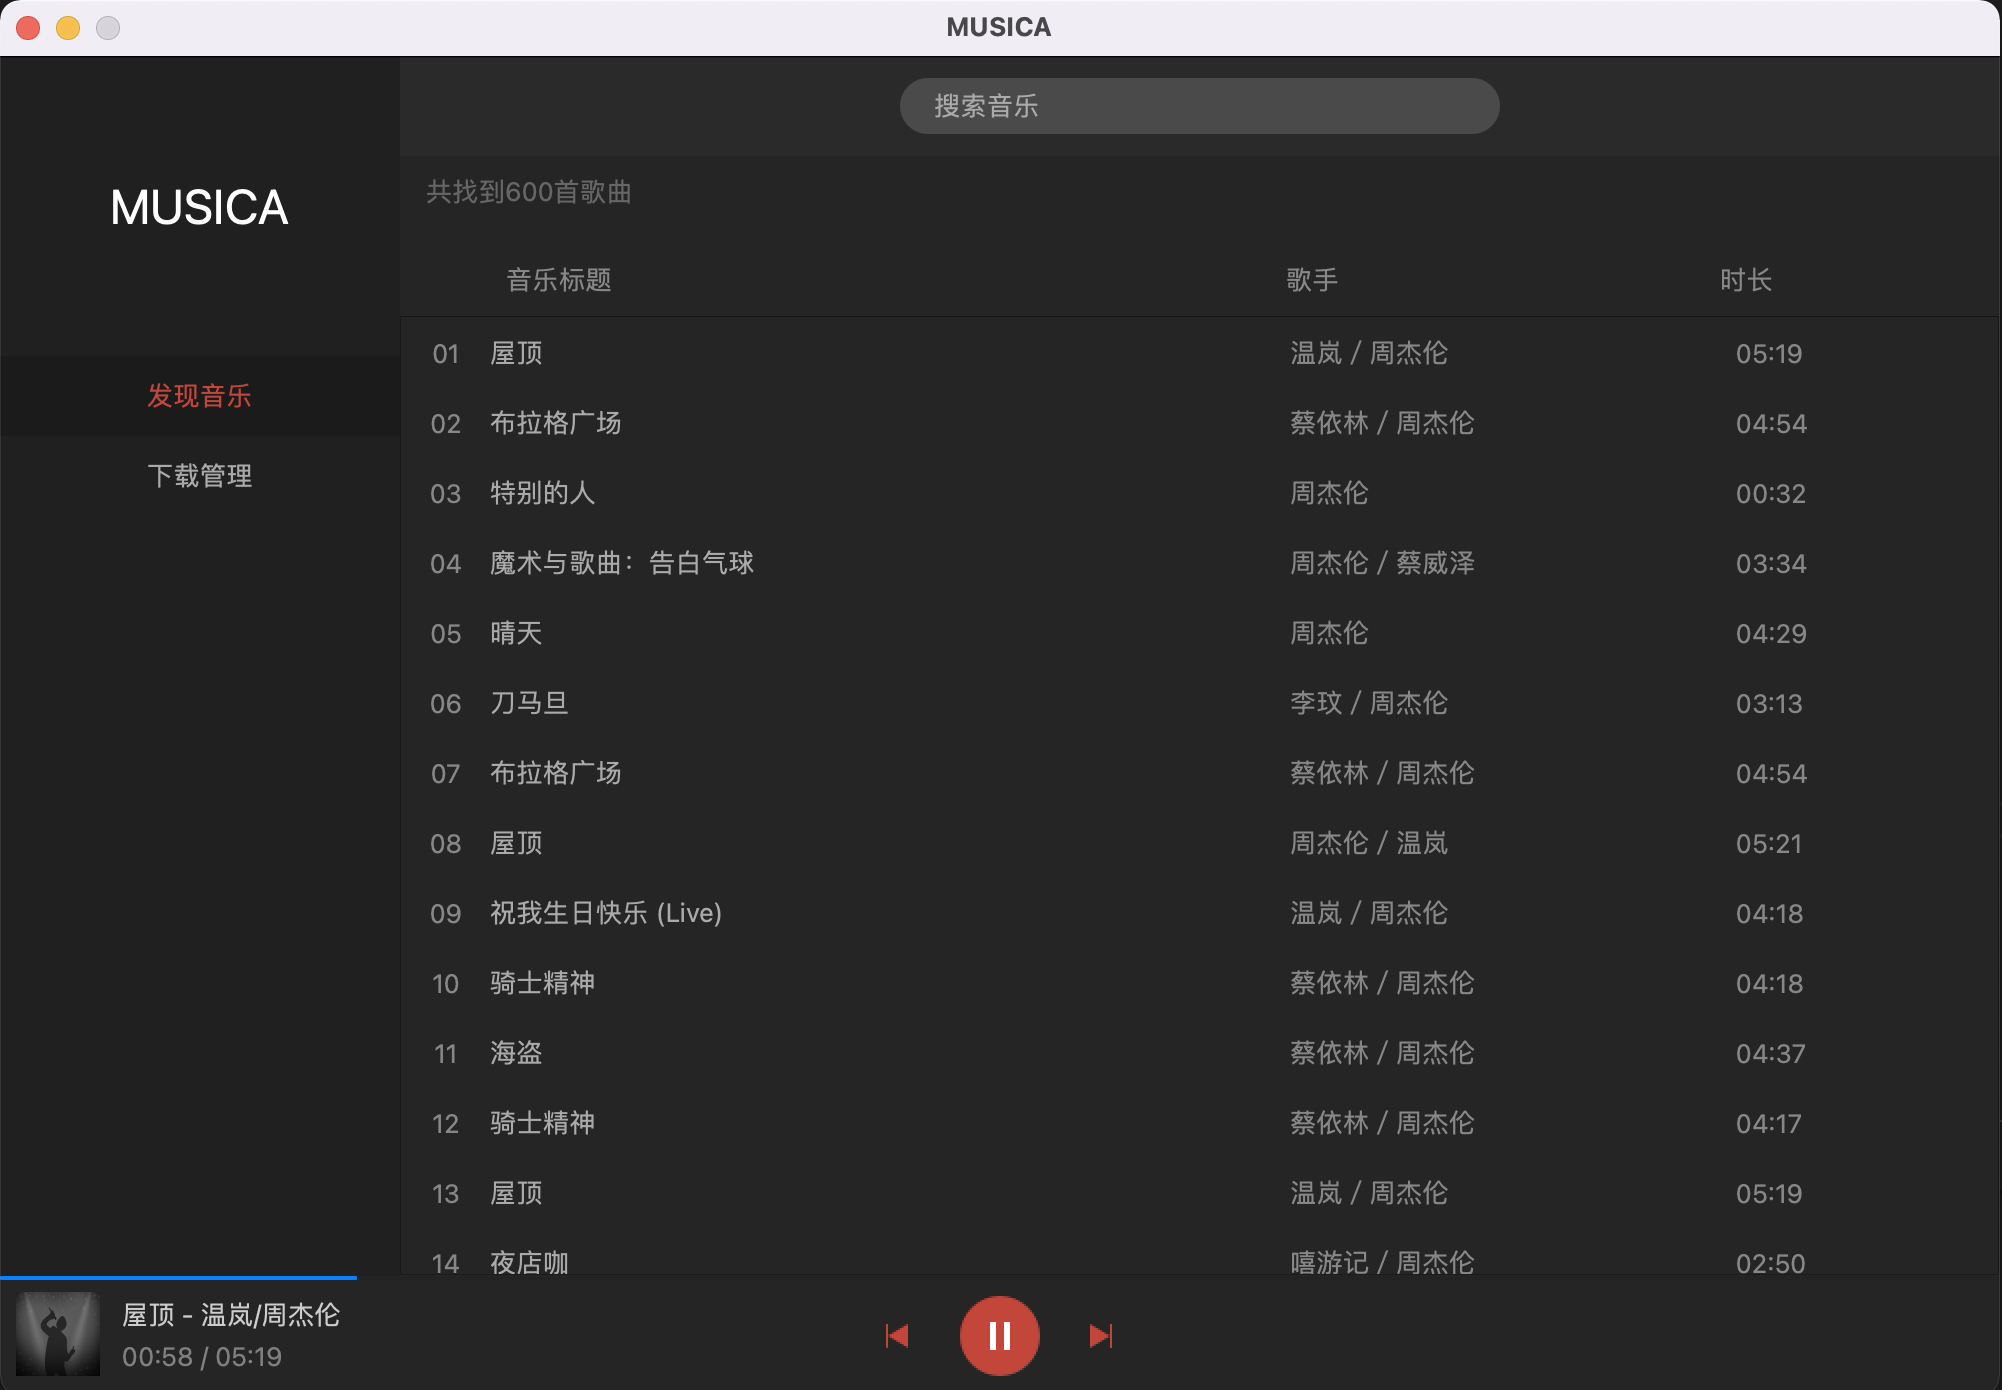 MUSICA
搜索音乐
MUSICA
共找到600首歌曲
音乐标题 歌手 时长
发现音乐
下载管理
01 屋顶 温岚 / 周杰伦 05:19
02 布拉格广场 蔡依林 / 周杰伦 04:54
03 特别的人 周杰伦 00:32
04 魔术与歌曲：告白气球 周杰伦 / 蔡威泽 03:34
05 晴天 周杰伦 04:29
06 刀马旦 李玟 / 周杰伦 03:13
07 布拉格广场 蔡依林 / 周杰伦 04:54
08 屋顶 周杰伦 / 温岚 05:21
09 祝我生日快乐 (Live) 温岚 / 周杰伦 04:18
10 骑士精神 蔡依林 / 周杰伦 04:18
11 海盗 蔡依林 / 周杰伦 04:37
12 骑士精神 蔡依林 / 周杰伦 04:17
13 屋顶 温岚 / 周杰伦 05:19
14 夜店咖 嘻游记 / 周杰伦 02:50
屋顶 - 温岚/周杰伦
00:58 / 05:19